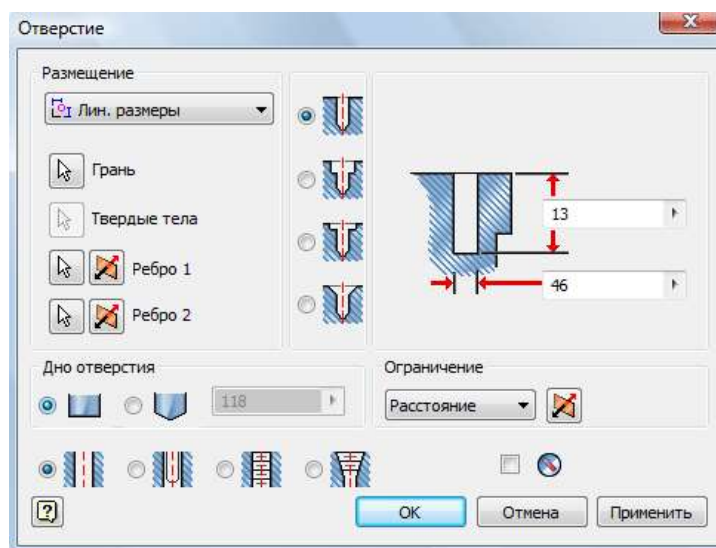 Отверстие
Размещение
Лин. размеры
Грань
Твердые тела
Ребро 1
Ребро 2
13
46
Дно отверстия
118
Ограничение
Расстояние
?
OK
Отмена
Применить